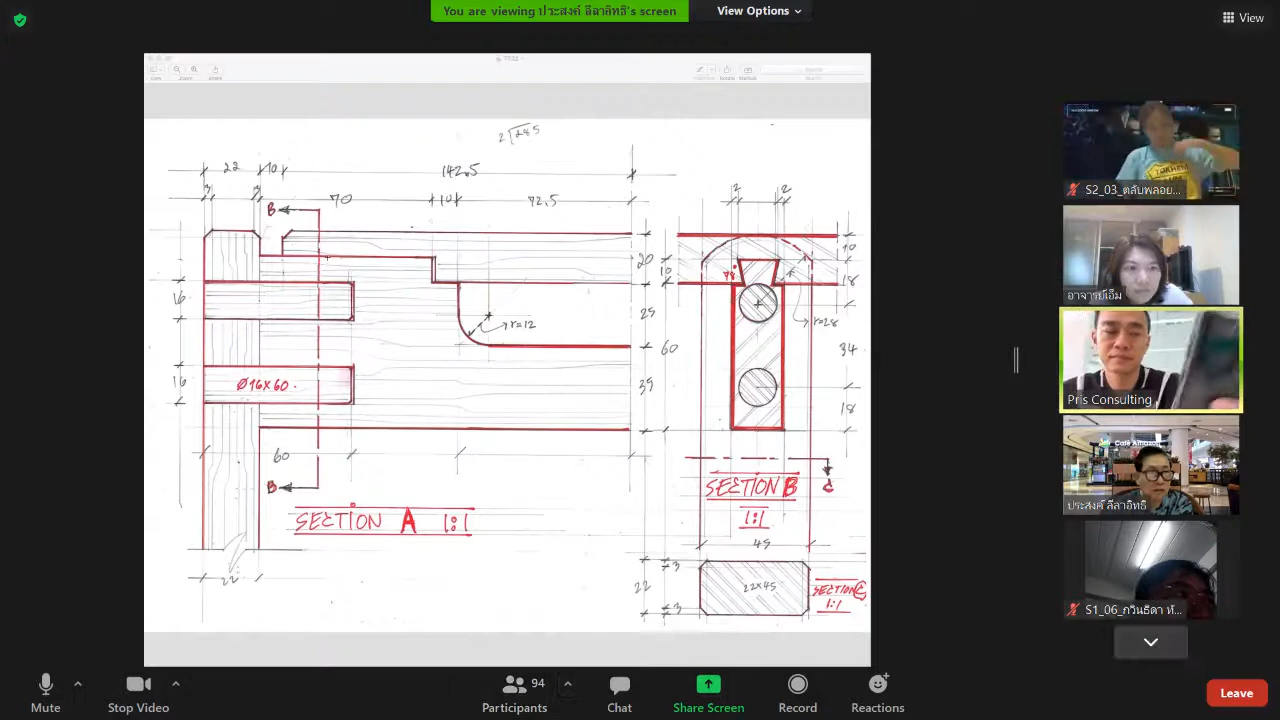 You are viewing ประสงค์ ลีลาอิทธิ's screen
View Options
View
22
10
142.5
3
3
2
2
B
70
10
72.5
20
10
10
18
16
r=12
25
78°
r=28
60
34
16
Ø16x60.
35
18
60
B
SECTION B
1:1
SECTION A 1:1
45
22
22
3
3
22x45
SECTION C
1:1
S2_03_ตลับพลอย...
อาจารย์เอ็ม
Pris Consulting
Café Amazon
ประสงค์ ลีลาอิทธิ
S1_06_กวินธิดา ทั...
Mute
Stop Video
94
Participants
Chat
Share Screen
Record
Reactions
Leave